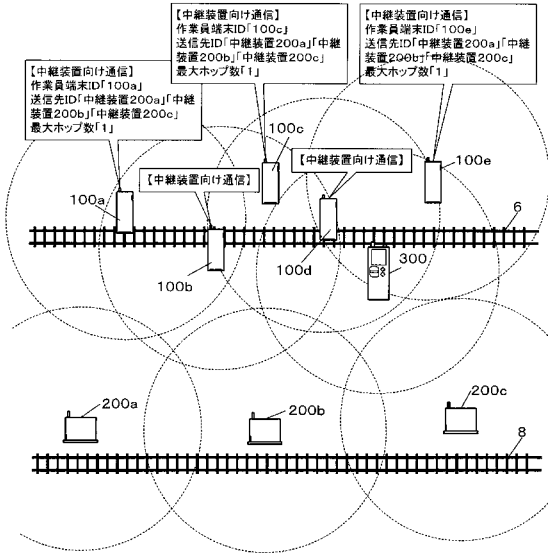 【中継装置向け通信】
作業員端末ID「100c」
送信先ID「中継装置200a」「中継
装置200b」「中継装置200c」
最大ホップ数「1」
【中継装置向け通信】
作業員端末ID「100e」
送信先ID「中継装置200a」「中継
装置200b」「中継装置200c」
最大ホップ数「1」
【中継装置向け通信】
作業員端末ID「100a」
送信先ID「中継装置200a」「中継
装置200b」「中継装置200c」
最大ホップ数「1」
100c
【中継装置向け通信】
100e
【中継装置向け通信】
100a
6
100b
100d
300
200a
200b
200c
8